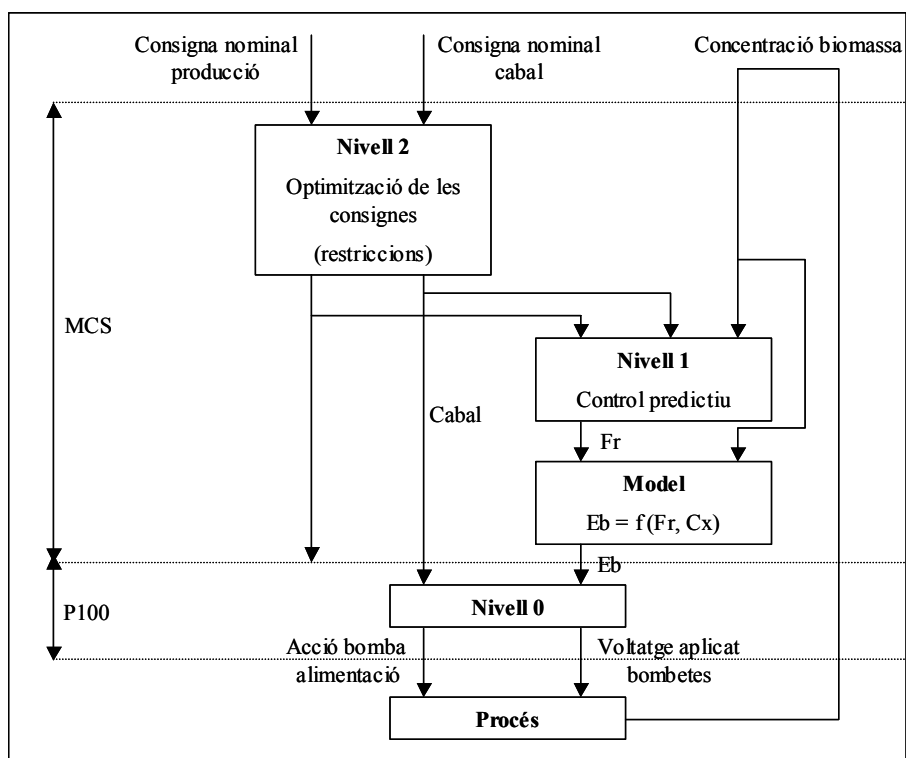 Consigna nominal
producció
Consigna nominal
cabal
Concentració biomassa
Nivell 2
Optimització de les
consignes
(restriccions)
MCS
Nivell 1
Control predictiu
Cabal
Fr
Model
Eb = f(Fr, Cx)
Eb
P100
Nivell 0
Acció bomba
alimentació
Voltatge aplicat
bombetes
Procés